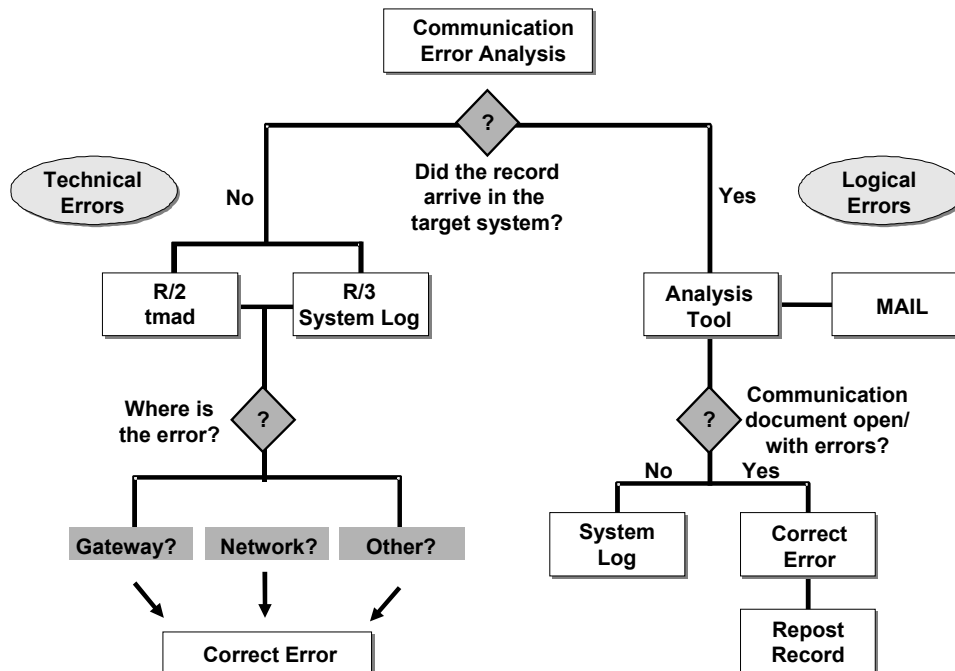 Communication
Error Analysis
?
Did the record
arrive in the
target system?
Technical
Errors
No
Yes
Logical
Errors
R/2
tmad
R/3
System Log
Analysis
Tool
MAIL
Where is
the error?
?
?
Communication
document open/
with errors?
No
Yes
Gateway?
Network?
Other?
System
Log
Correct
Error
Correct Error
Repost
Record